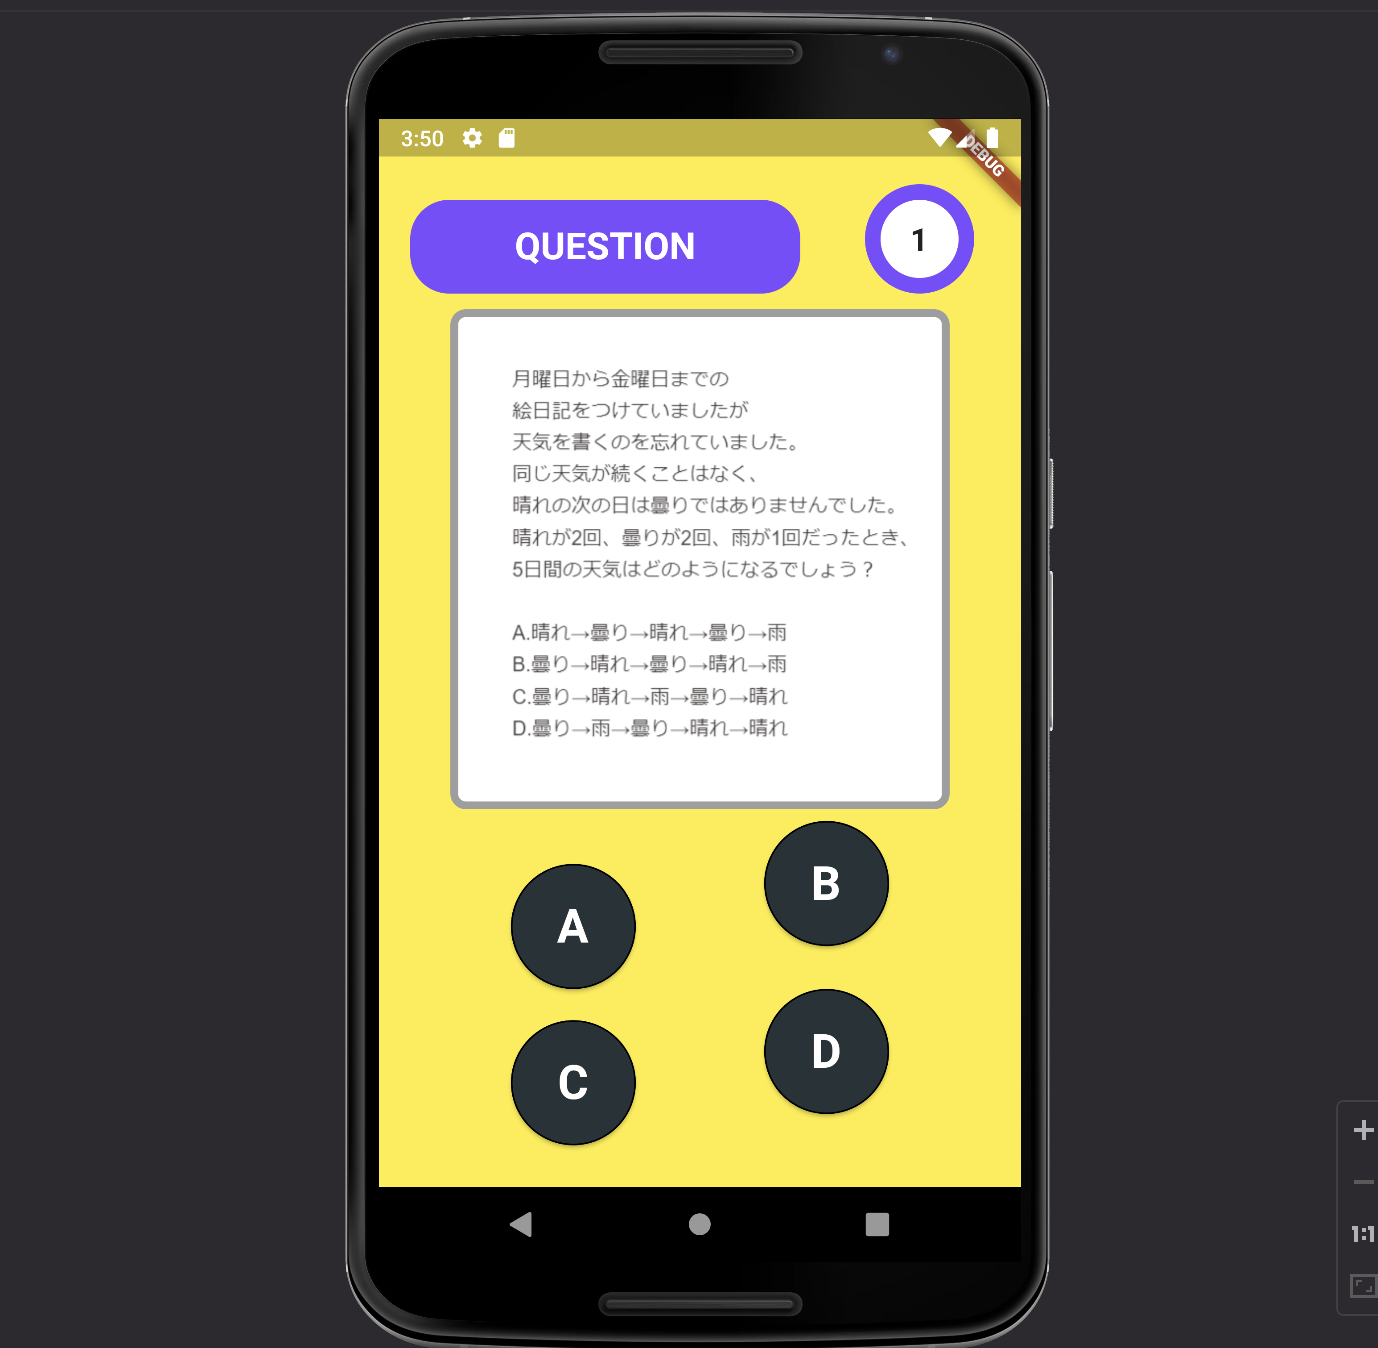 3:50
DEBUG
QUESTION
1
月曜日から金曜日までの
絵日記をつけていましたが
天気を書くのを忘れていました。
同じ天気が続くことはなく、
晴れの次の日は曇りではありませんでした。
晴れが2回、曇りが2回、雨が1回だったとき、
5日間の天気はどのようになるでしょう？
A.晴れ→曇り→晴れ→曇り→雨
B.曇り→晴れ→曇り→晴れ→雨
C.曇り→晴れ→雨→曇り→晴れ
D.曇り→雨→曇り→晴れ→晴れ
A
B
C
D
1:1